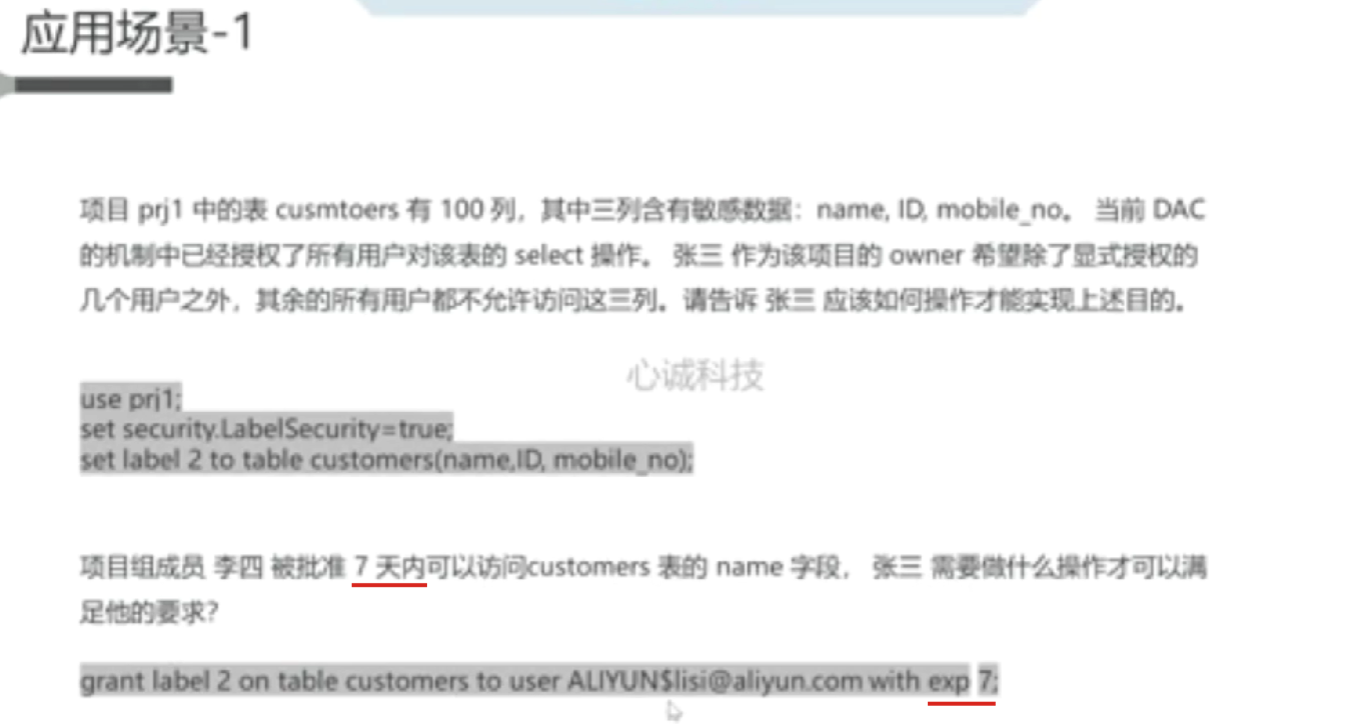 应用场景-1
项目 prj1 中的表 cusmtoers 有 100 列，其中三列含有敏感数据：name, ID, mobile_no。 当前 DAC
的机制中已经授权了所有用户对该表的 select 操作。 张三 作为该项目的 owner 希望除了显式授权的
几个用户之外，其余的所有用户都不允许访问这三列。请告诉 张三 应该如何操作才能实现上述目的。
心诚科技
use prj1;
set security.LabelSecurity=true;
set label 2 to table customers(name,ID, mobile_no);
项目组成员 李四 被批准 7 天内可以访问customers 表的 name 字段， 张三 需要做什么操作才可以满
足他的要求？
grant label 2 on table customers to user ALIYUN$lisi@aliyun.com with exp 7;